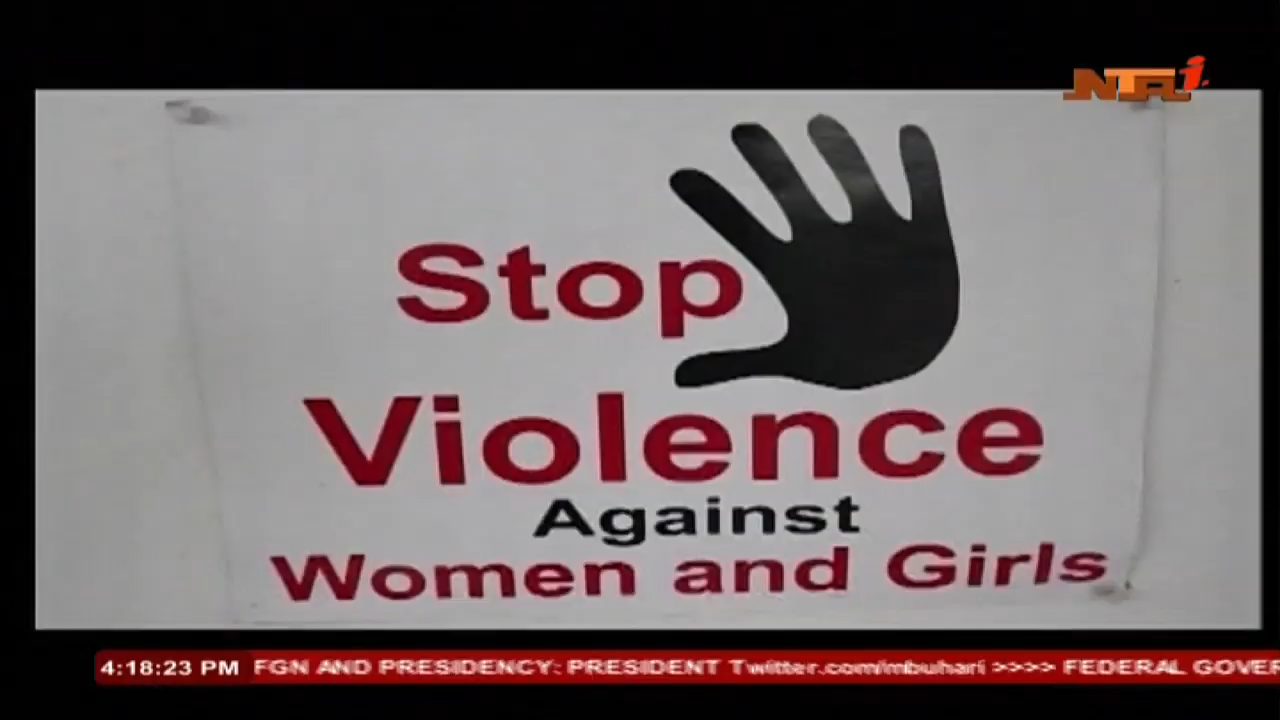 NTA i
Stop
Violence
Against
Women and Girls
4:18:23 PM FGN AND PRESIDENCY: PRESIDENT Twitter.com/mbuhari >>>> FEDERAL GOVER